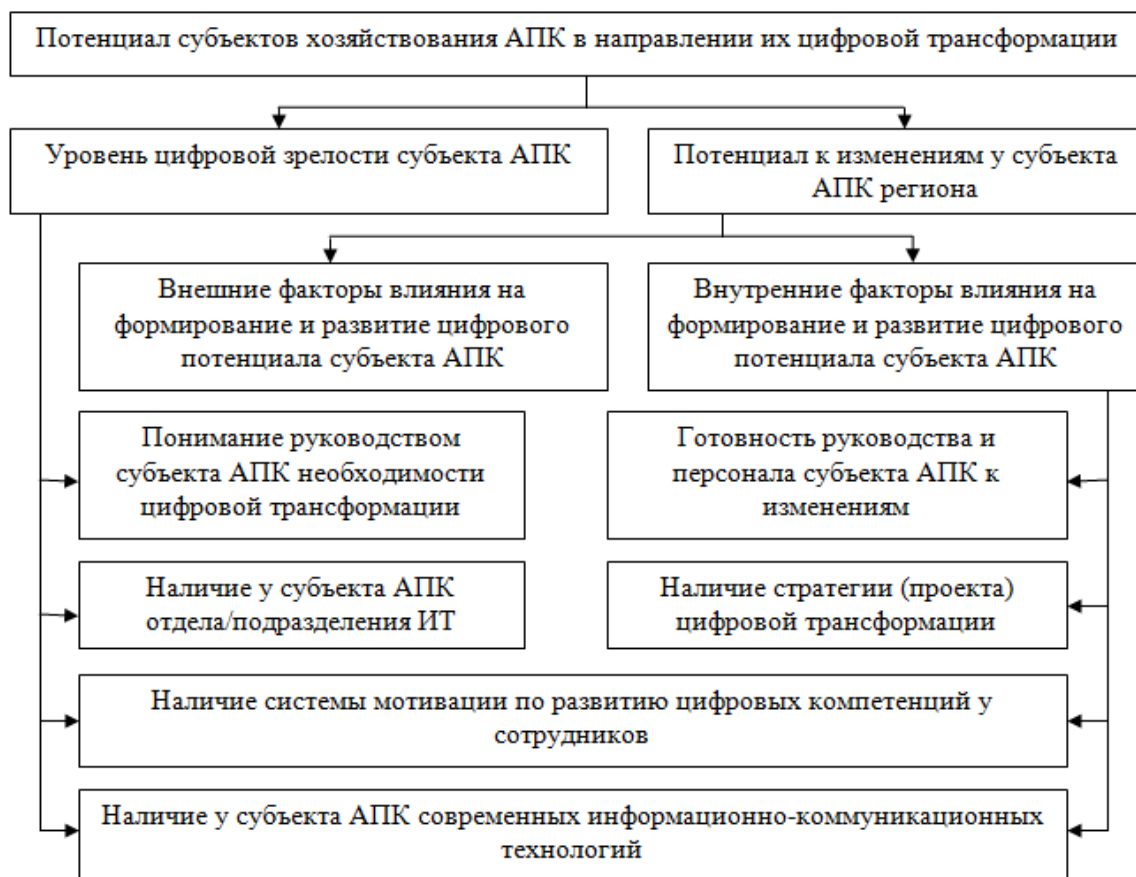 Потенциал субъектов хозяйствования АПК в направлении их цифровой трансформации
Уровень цифровой зрелости субъекта АПК
Потенциал к изменениям у субъекта
АПК региона
Внешние факторы влияния на
формирование и развитие цифрового
потенциала субъекта АПК
Внутренние факторы влияния на
формирование и развитие цифрового
потенциала субъекта АПК
Понимание руководством
субъекта АПК необходимости
цифровой трансформации
Готовность руководства и
персонала субъекта АПК к
изменениям
Наличие у субъекта АПК
отдела/подразделения ИТ
Наличие стратегии (проекта)
цифровой трансформации
Наличие системы мотивации по развитию цифровых компетенций у
сотрудников
Наличие у субъекта АПК современных информационно-коммуникационных
технологий